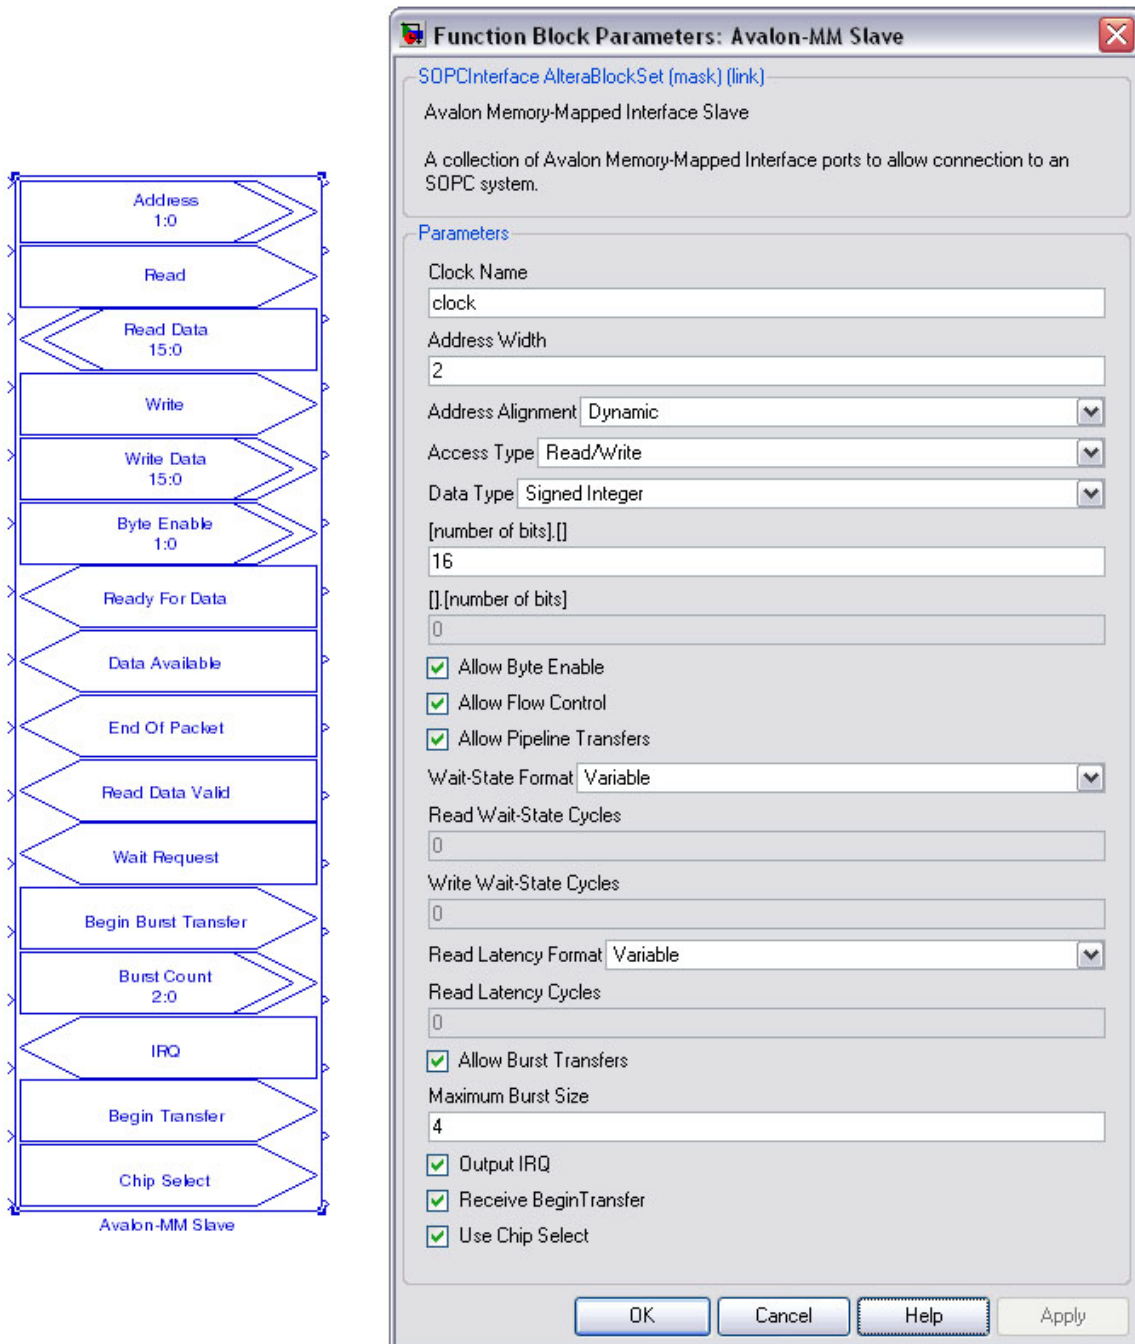 Address
1:0
Read
Read Data
15:0
Write
Write Data
15:0
Byte Enable
1:0
Ready For Data
Data Available
End Of Packet
Read Data Valid
Wait Request
Begin Burst Transfer
Burst Count
2:0
IRQ
Begin Transfer
Chip Select
Avalon-MM Slave
Function Block Parameters: Avalon-MM Slave
SOPCInterface AlteraBlockSet (mask) (link)
Avalon Memory-Mapped Interface Slave
A collection of Avalon Memory-Mapped Interface ports to allow connection to an
SOPC system.
Parameters
Clock Name
clock
Address Width
2
Address Alignment Dynamic
Access Type Read/Write
Data Type Signed Integer
[number of bits].[]
16
[].[number of bits]
0
Allow Byte Enable
Allow Flow Control
Allow Pipeline Transfers
Wait-State Format Variable
Read Wait-State Cycles
0
Write Wait-State Cycles
0
Read Latency Format Variable
Read Latency Cycles
0
Allow Burst Transfers
Maximum Burst Size
4
Output IRQ
Receive BeginTransfer
Use Chip Select
OK Cancel Help Apply